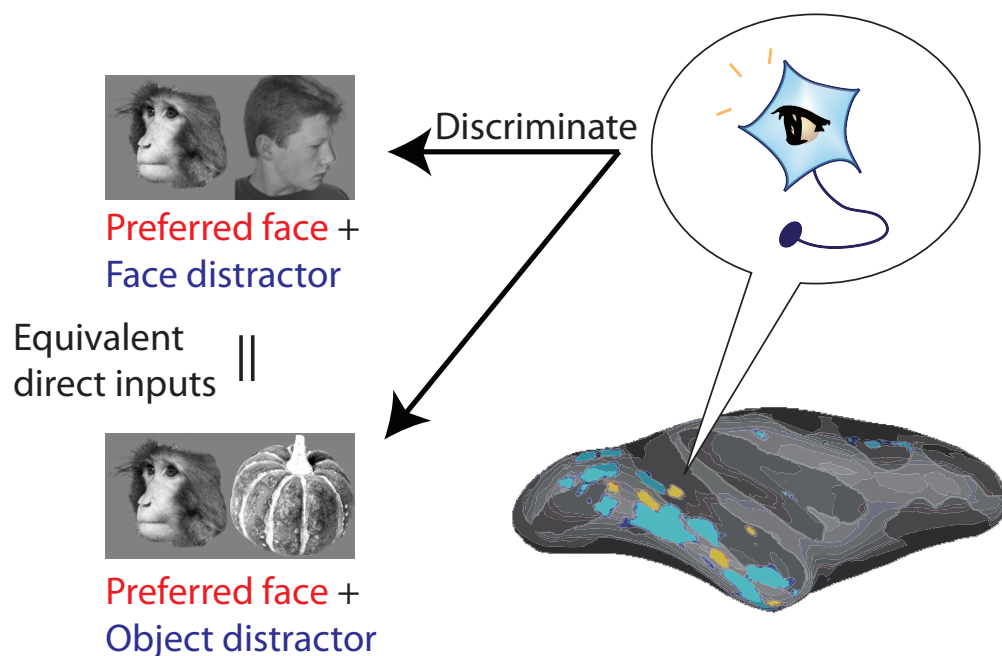 Discriminate
Preferred face +
Face distractor
Equivalent
direct inputs
Preferred face +
Object distractor